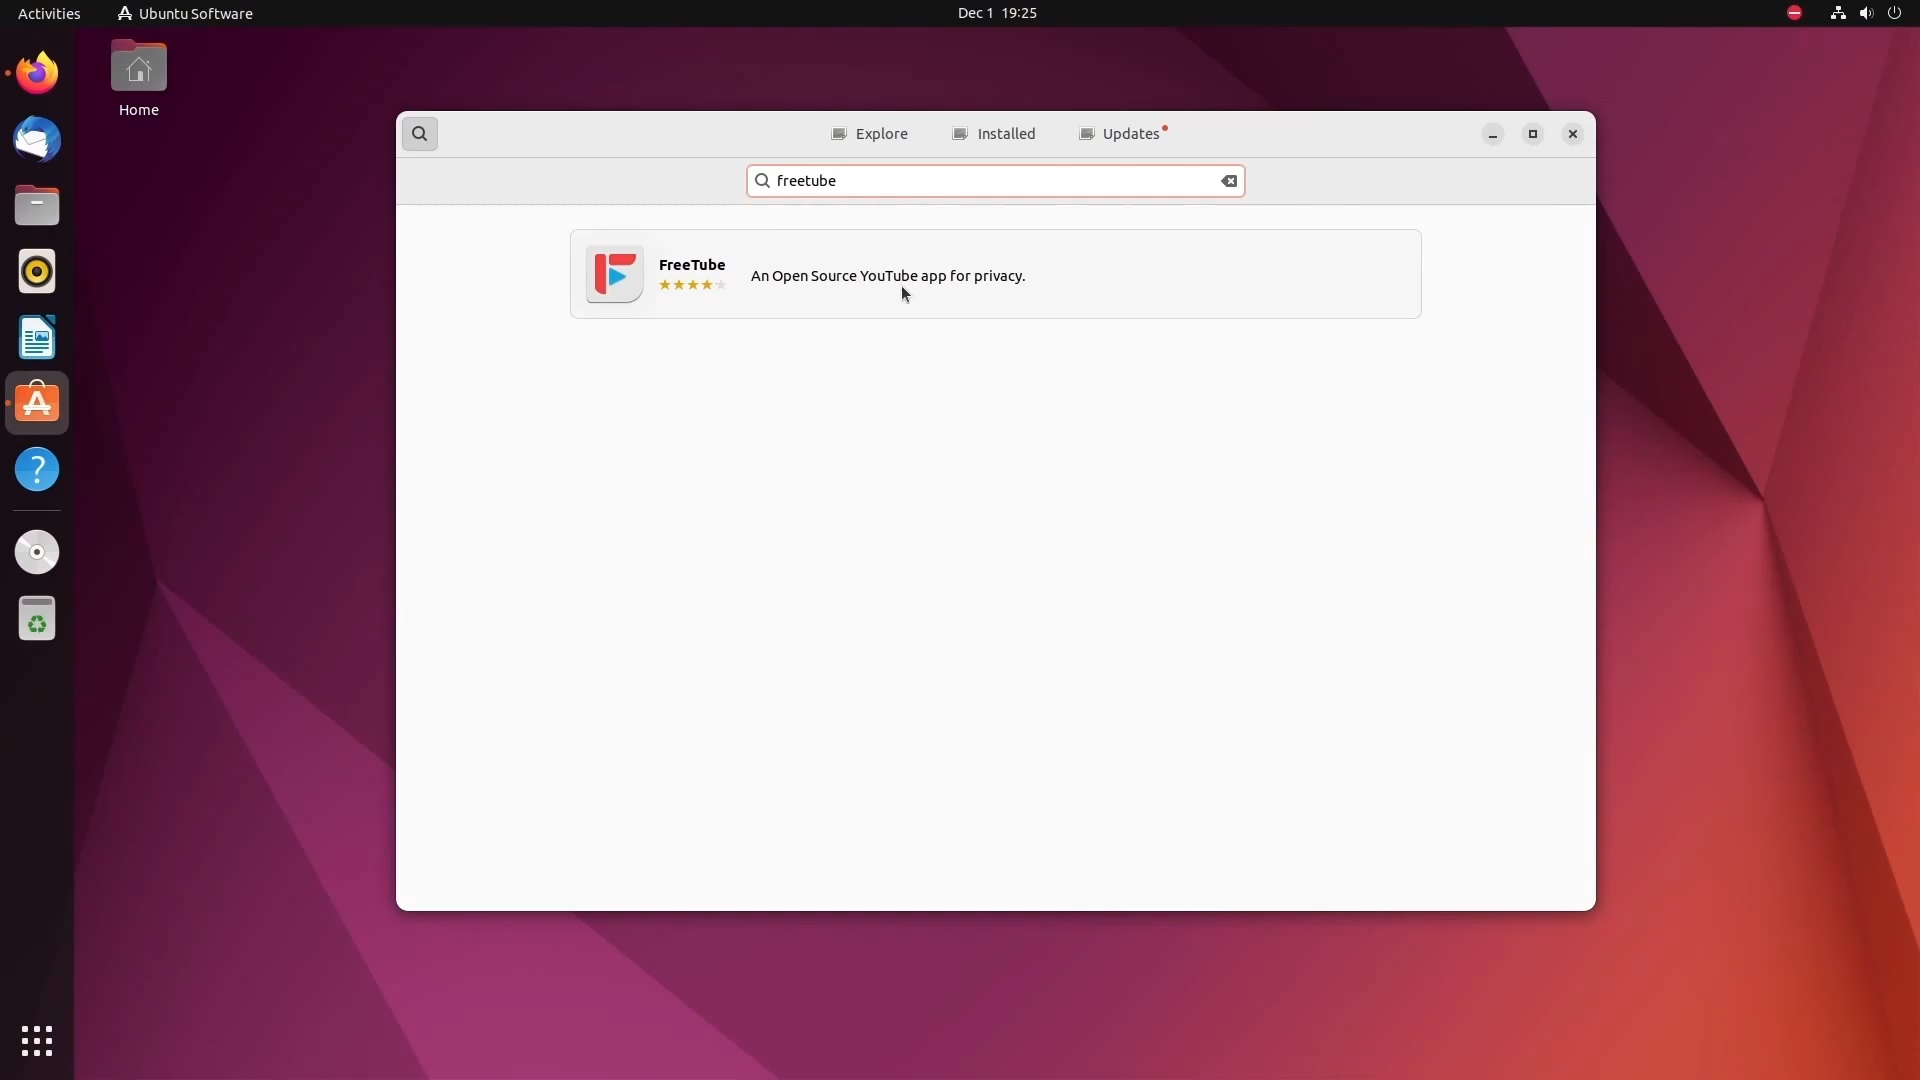 Activities
Ubuntu Software
Dec 1 19:25
Home
Explore
Installed
Updates
freetube
FreeTube
An Open Source YouTube app for privacy.